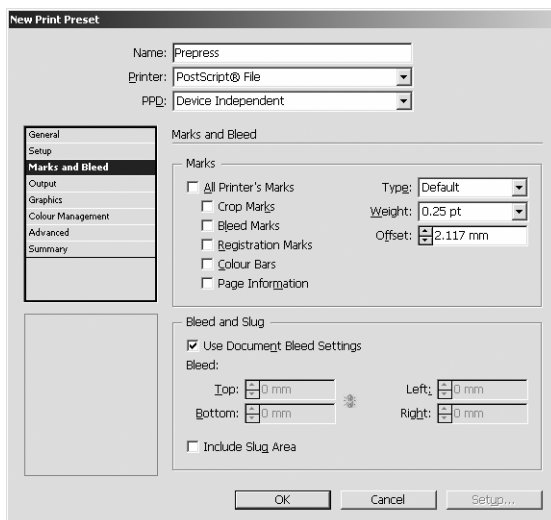 New Print Preset
Name: Prepress
Printer: PostScript® File
PPD: Device Independent
General
Setup
Marks and Bleed
Output
Graphics
Colour Management
Advanced
Summary
Marks and Bleed
Marks
All Printer's Marks
Crop Marks
Bleed Marks
Registration Marks
Colour Bars
Page Information
Type: Default
Weight: 0.25 pt
Offset: 2.117 mm
Bleed and Slug
Use Document Bleed Settings
Bleed:
Top: 0 mm Left: 0 mm
Bottom: 0 mm Right: 0 mm
Include Slug Area
OK Cancel Setup...